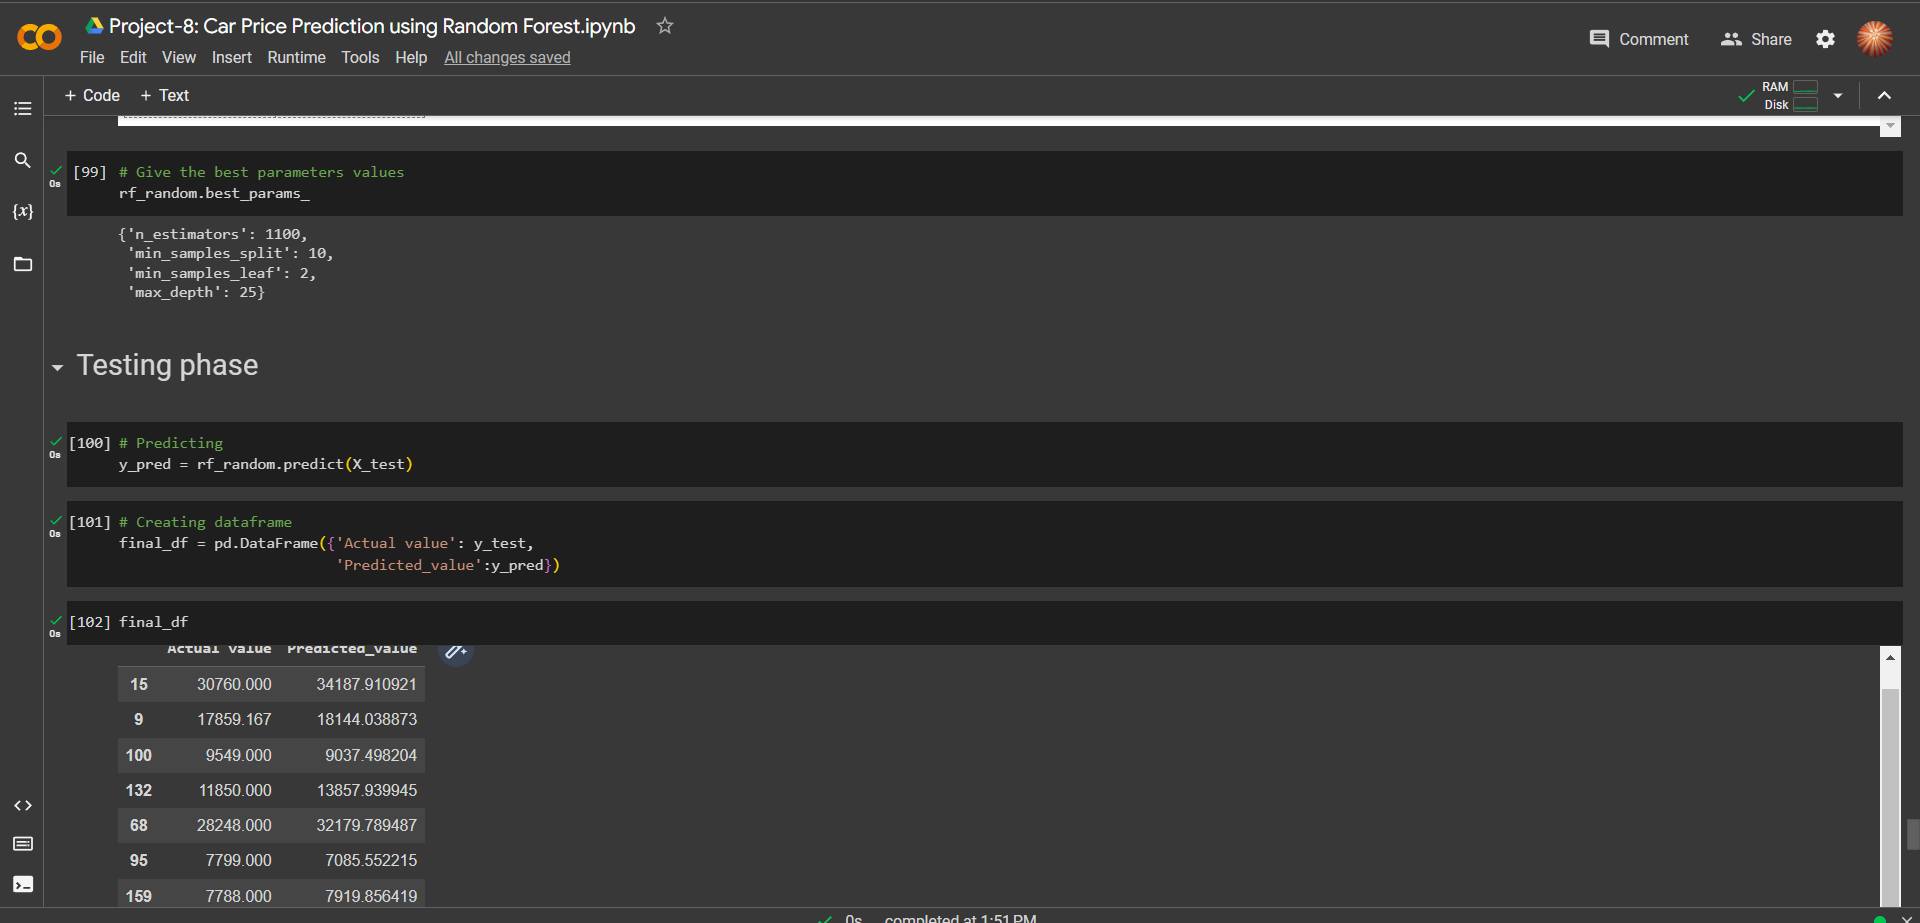 Project-8: Car Price Prediction using Random Forest.ipynb
Comment
Share
File Edit View Insert Runtime Tools Help All changes saved
+ Code + Text
RAM
Disk
{x}
[99] # Give the best parameters values
0s
rf_random.best_params_
{'n_estimators': 1100,
'min_samples_split': 10,
'min_samples_leaf': 2,
'max_depth': 25}
Testing phase
[100] # Predicting
0s
y_pred = rf_random.predict(X_test)
[101] # Creating dataframe
0s
final_df = pd.DataFrame({'Actual value': y_test,
'Predicted_value':y_pred})
[102] final_df
0s
Actual value Predicted_value
15 30760.000 34187.910921
9 17859.167 18144.038873
100 9549.000 9037.498204
132 11850.000 13857.939945
68 28248.000 32179.789487
95 7799.000 7085.552215
159 7788.000 7919.856419
0s completed at 1:51 PM